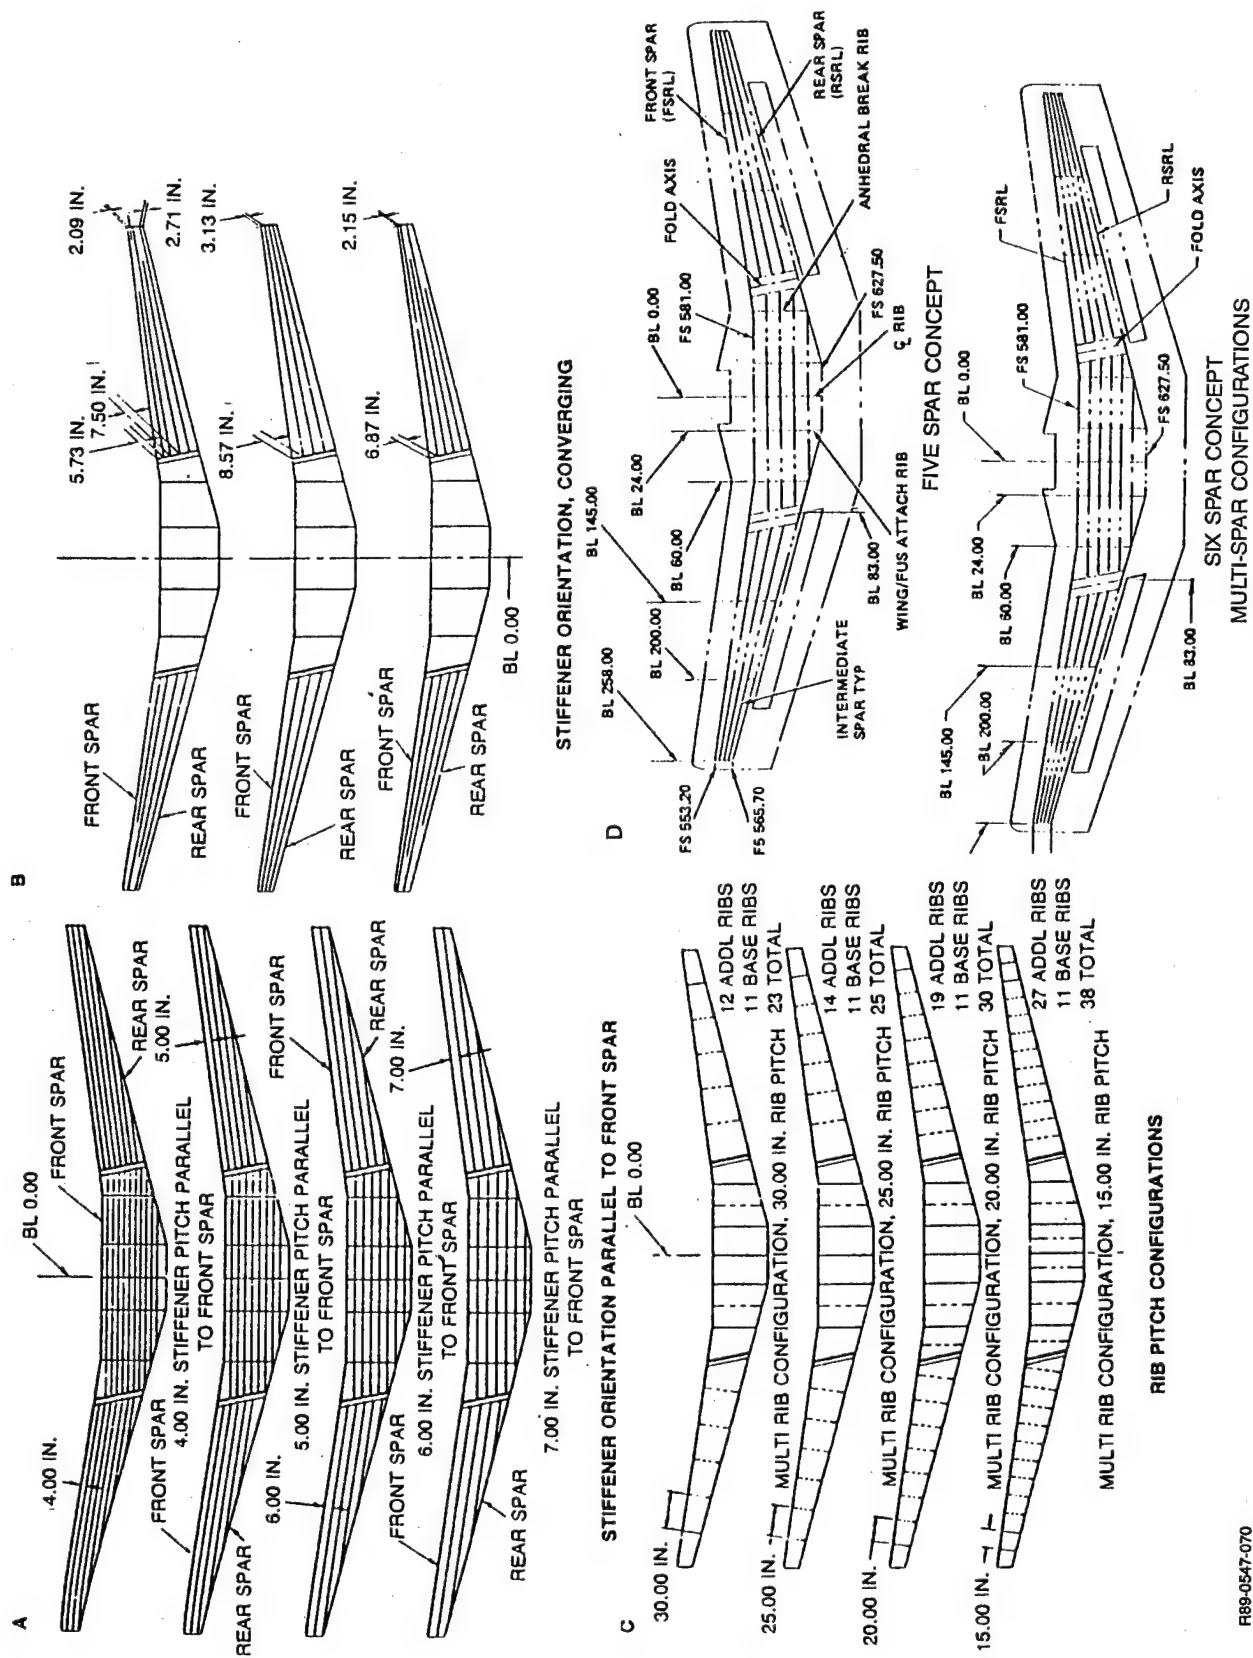 A
BL 0.00
FRONT SPAR
4.00 IN.
REAR SPAR
5.00 IN.
4.00 IN. STIFFENER PITCH PARALLEL
TO FRONT SPAR
FRONT SPAR
REAR SPAR
6.00 IN.
FRONT SPAR
5.00 IN. STIFFENER PITCH PARALLEL
TO FRONT SPAR
REAR SPAR
7.00 IN.
FRONT SPAR
6.00 IN. STIFFENER PITCH PARALLEL
TO FRONT SPAR
REAR SPAR
7.00 IN. STIFFENER PITCH PARALLEL
TO FRONT SPAR
STIFFENER ORIENTATION PARALLEL TO FRONT SPAR
B
FRONT SPAR
REAR SPAR
5.73 IN.
7.50 IN.
2.09 IN.
2.71 IN.
FRONT SPAR
REAR SPAR
8.57 IN.
3.13 IN.
FRONT SPAR
REAR SPAR
6.87 IN.
2.15 IN.
BL 0.00
STIFFENER ORIENTATION, CONVERGING
C
BL 0.00
30.00 IN.
12 ADDL RIBS
11 BASE RIBS
MULTI RIB CONFIGURATION, 30.00 IN. RIB PITCH 23 TOTAL
25.00 IN.
14 ADDL RIBS
11 BASE RIBS
MULTI RIB CONFIGURATION, 25.00 IN. RIB PITCH 25 TOTAL
20.00 IN.
19 ADDL RIBS
11 BASE RIBS
MULTI RIB CONFIGURATION, 20.00 IN. RIB PITCH 30 TOTAL
15.00 IN.
27 ADDL RIBS
11 BASE RIBS
38 TOTAL
MULTI RIB CONFIGURATION, 15.00 IN. RIB PITCH
RIB PITCH CONFIGURATIONS
D
BL 258.00
BL 200.00
BL 145.00
BL 60.00
BL 24.00
BL 0.00
FS 581.00
FOLD AXIS
FRONT SPAR
(FSRL)
FS 553.20
FS 565.70
INTERMEDIATE
SPAR TYP
BL 83.00
WING/FUS ATTACH RIB
℄ RIB
FS 627.50
ANHEDRAL BREAK RIB
REAR SPAR
(RSRL)
FIVE SPAR CONCEPT
BL 145.00
BL 200.00
BL 60.00
BL 24.00
BL 0.00
FS 581.00
FSRL
BL 83.00
FS 627.50
FOLD AXIS
RSRL
SIX SPAR CONCEPT
MULTI-SPAR CONFIGURATIONS
R89-0547-070